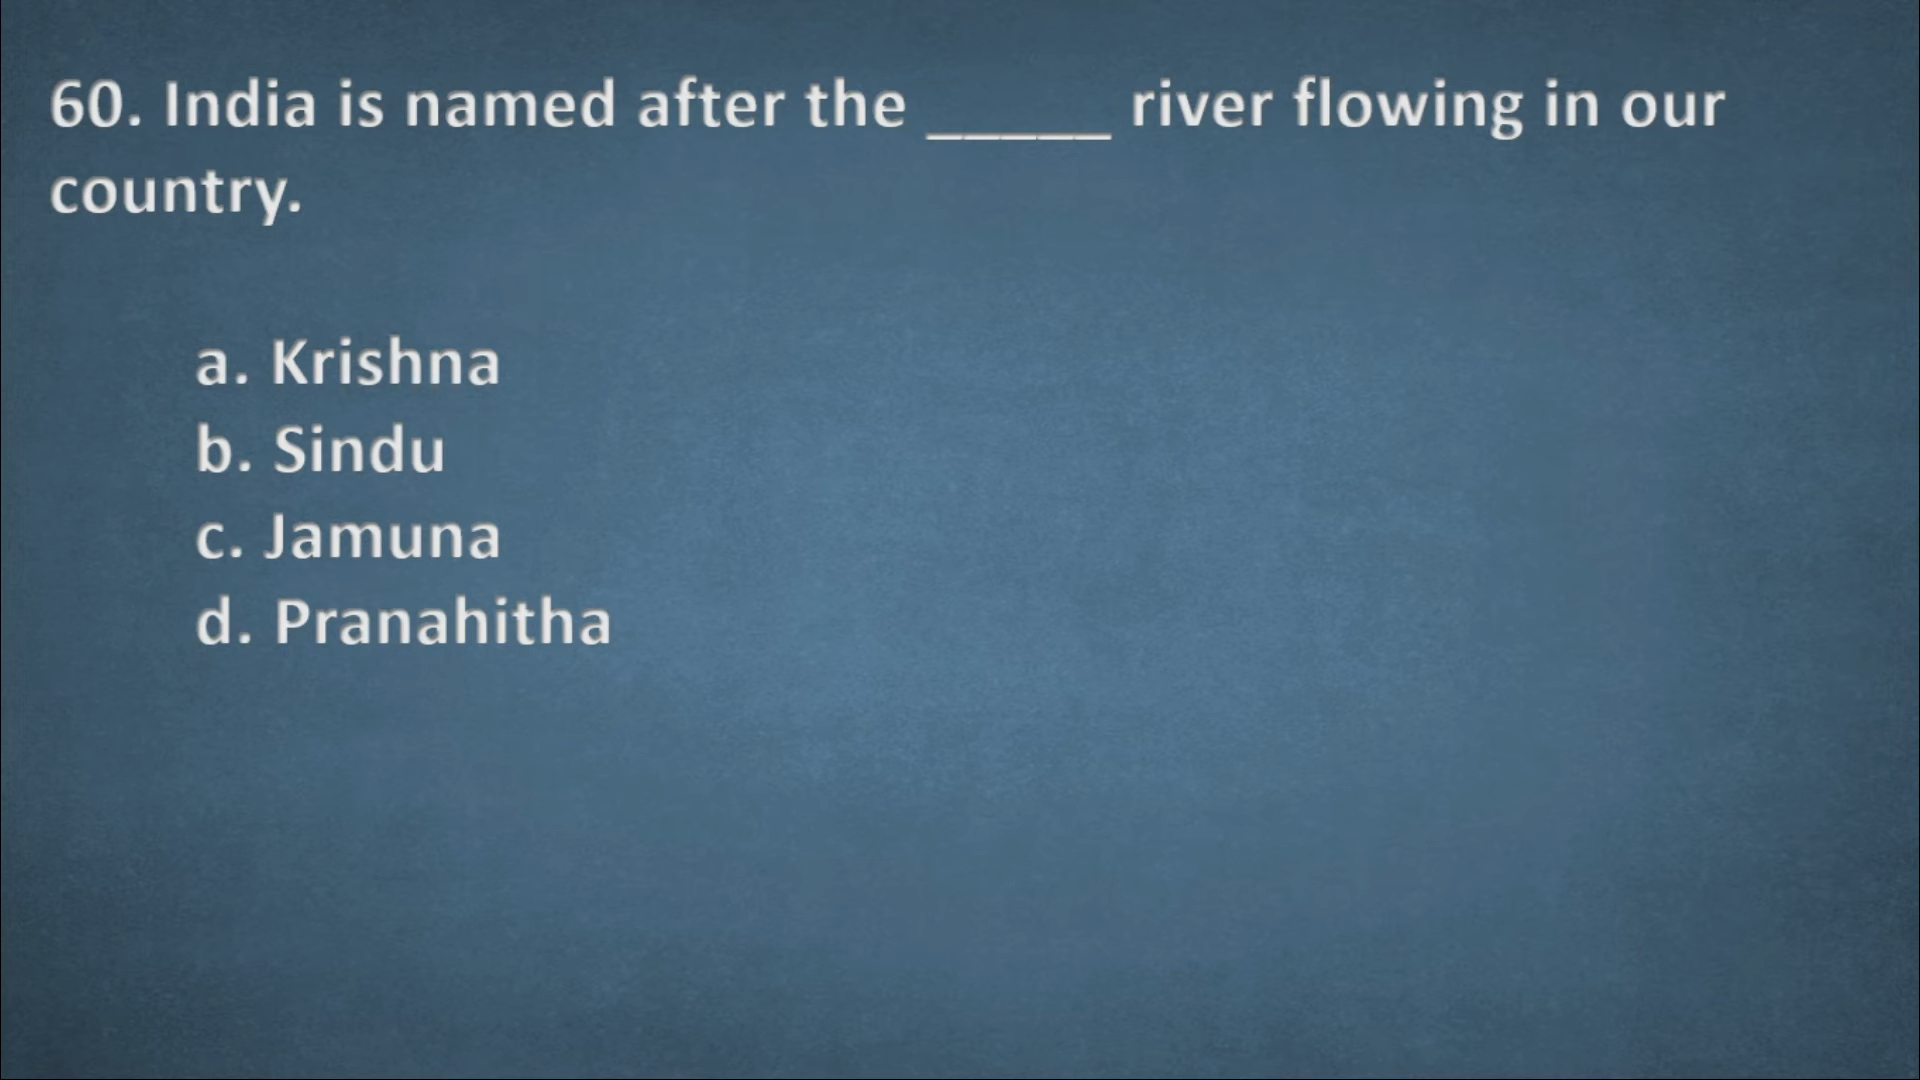 60. India is named after the _____ river flowing in our
country.
a. Krishna
b. Sindu
c. Jamuna
d. Pranahitha